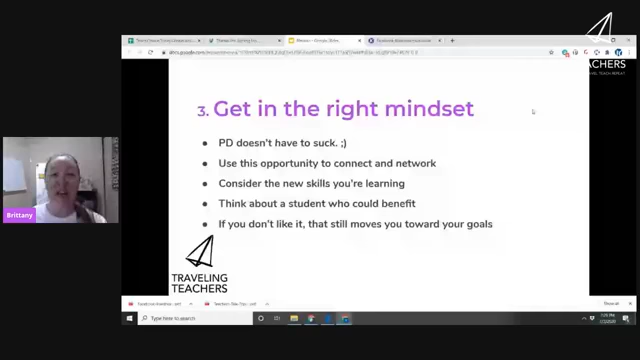 TEACHERS
3. Get in the right mindset
PD doesn't have to suck. ;)
Use this opportunity to connect and network
Consider the new skills you're learning
Think about a student who could benefit
If you don't like it, that still moves you toward your goals
Brittany
TRAVELING
TEACHERS
Show all
Type here to search